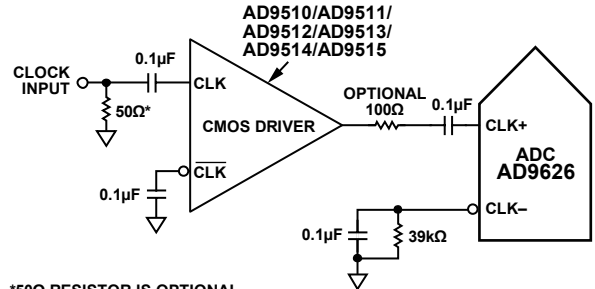 AD9510/AD9511/
AD9512/AD9513/
AD9514/AD9515
0.1µF
CLOCK
INPUT
CLK
50Ω*
OPTIONAL
100Ω
0.1µF
CMOS DRIVER
CLK+
ADC
AD9626
CLK
0.1µF
CLK–
0.1µF
39kΩ
*50Ω RESISTOR IS OPTIONAL